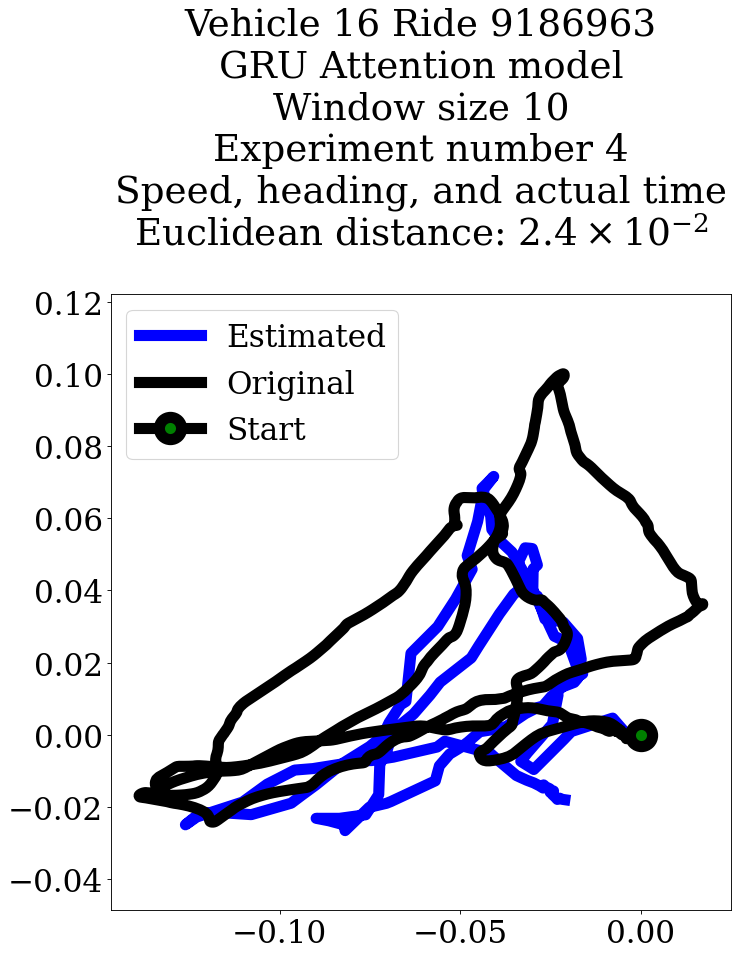 Vehicle 16 Ride 9186963
GRU Attention model
Window size 10
Experiment number 4
Speed, heading, and actual time
Euclidean distance: 2.4 × 10⁻²
0.12
0.10
0.08
0.06
0.04
0.02
0.00
−0.02
−0.04
Estimated
Original
Start
−0.10
−0.05
0.00